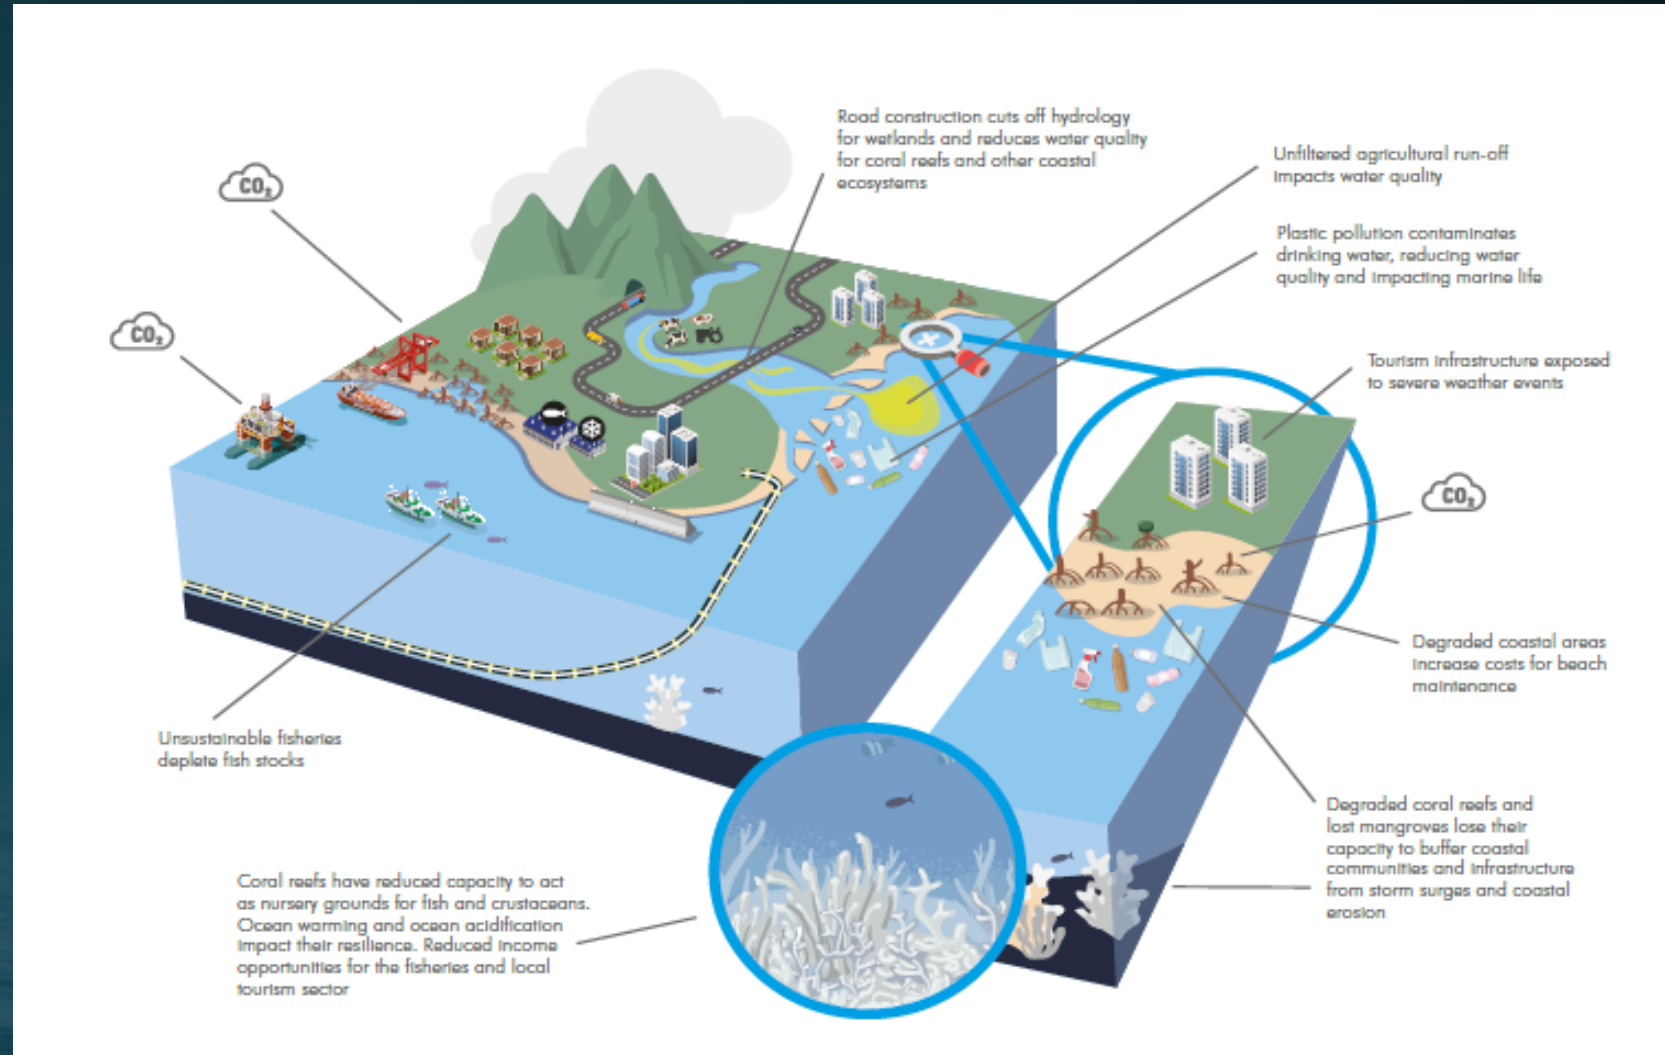 Road construction cuts off hydrology
for wetlands and reduces water quality
for coral reefs and other coastal
ecosystems
Unfiltered agricultural run-off
impacts water quality
CO₂
Plastic pollution contaminates
drinking water, reducing water
quality and impacting marine life
CO₂
Tourism infrastructure exposed
to severe weather events
CO₂
Degraded coastal areas
increase costs for beach
maintenance
Unsustainable fisheries
deplete fish stocks
Degraded coral reefs and
lost mangroves lose their
capacity to buffer coastal
communities and infrastructure
from storm surges and coastal
erosion
Coral reefs have reduced capacity to act
as nursery grounds for fish and crustaceans.
Ocean warming and ocean acidification
impact their resilience. Reduced income
opportunities for the fisheries and local
tourism sector